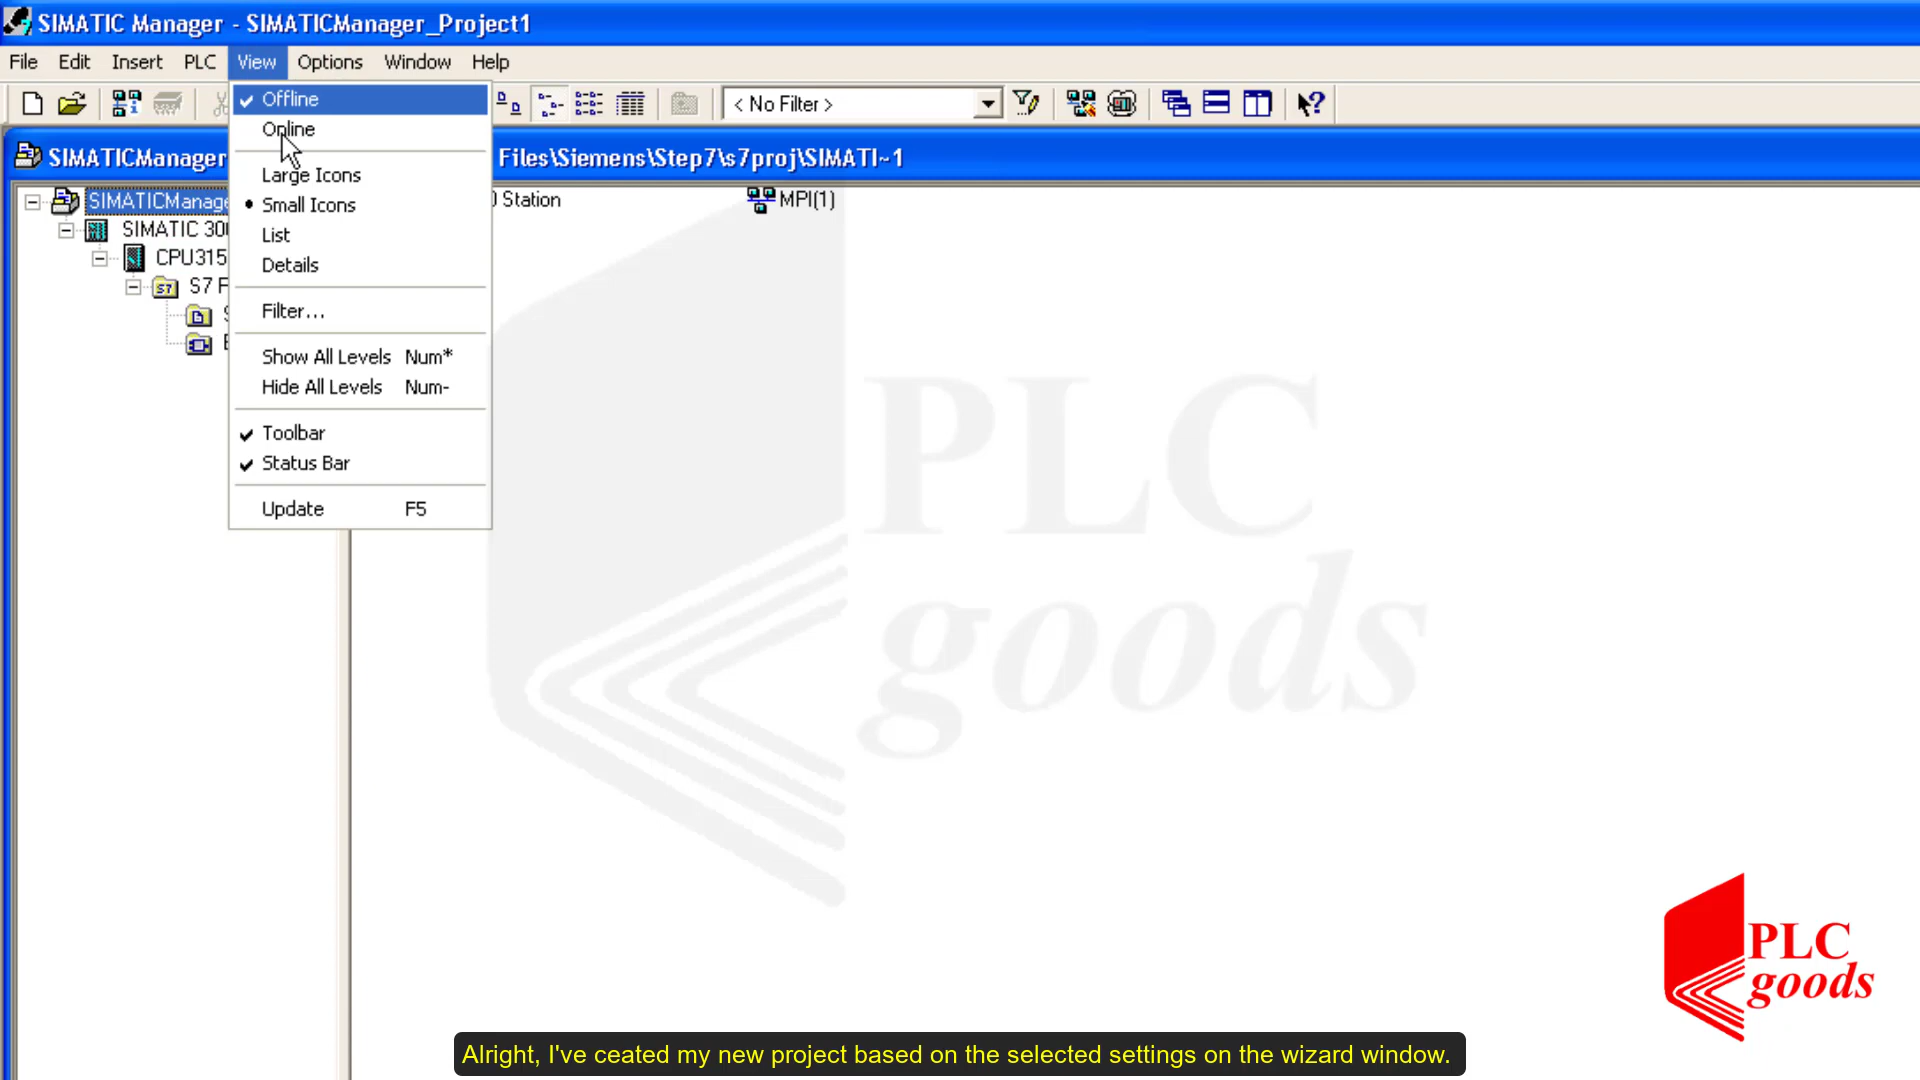 SIMATIC Manager - SIMATICManager_Project1
File Edit Insert PLC View Options Window Help
< No Filter >
Offline
Online
Large Icons
Small Icons
List
Details
Filter...
Show All Levels Num*
Hide All Levels Num-
Toolbar
Status Bar
Update F5
SIMATICManager Files\Siemens\Step7\s7proj\SIMATI~1
SIMATICManage
SIMATIC 300
CPU315
S7
Station
MPI(1)
PLC
goods
PLC
goods
Alright, I've ceated my new project based on the selected settings on the wizard window.